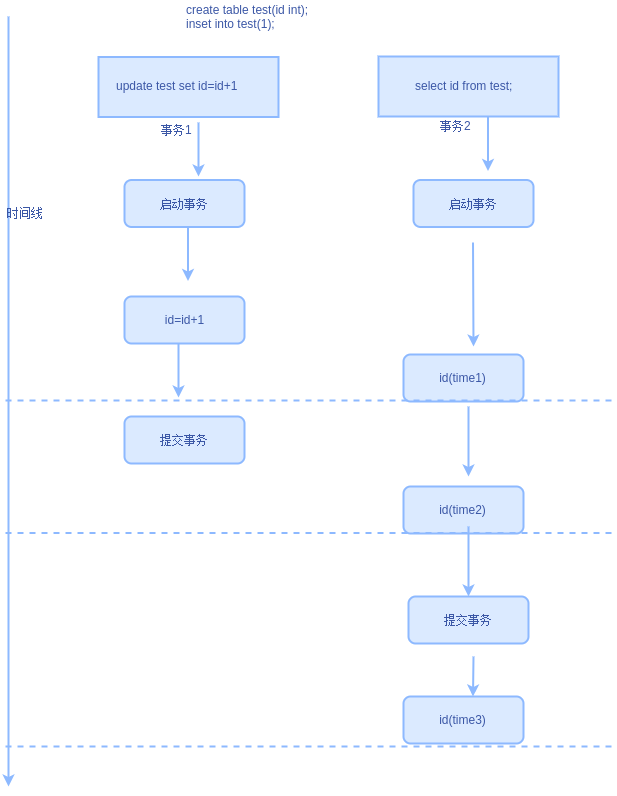 create table test(id int);
inset into test(1);
update test set id=id+1
select id from test;
事务1
事务2
启动事务
启动事务
时间线
id=id+1
id(time1)
提交事务
id(time2)
提交事务
id(time3)